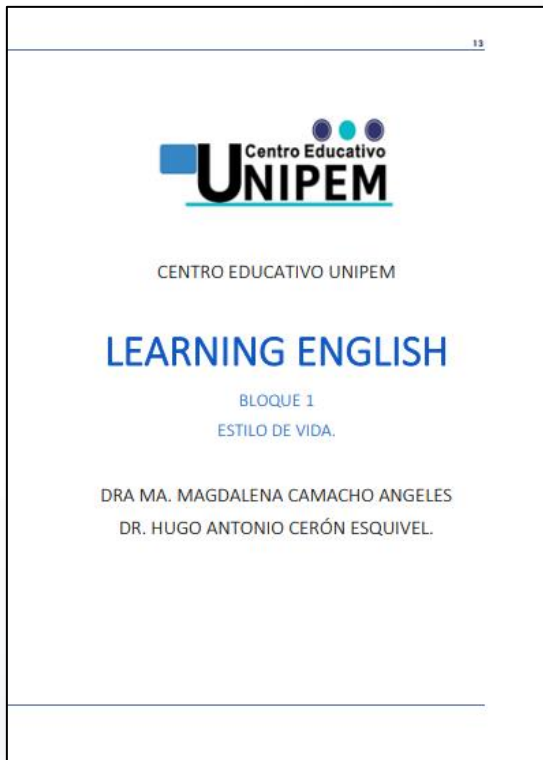 13
Centro Educativo
UNIPEM
CENTRO EDUCATIVO UNIPEM
LEARNING ENGLISH
BLOQUE 1
ESTILO DE VIDA.
DRA MA. MAGDALENA CAMACHO ANGELES
DR. HUGO ANTONIO CERÓN ESQUIVEL.